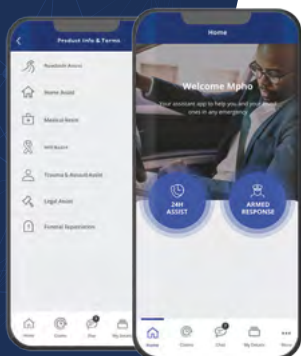 Product Info & Terms
Roadside Assist
Home Assist
Medical Assist
Trauma & Assault Assist
Legal Assist
Funeral Repatriation
Home
Claims
Chat
My Details
Home
Welcome Mpho
Your assistant app to help you and your loved
ones in any emergency
24H
ASSIST
ARMED
RESPONSE
Home
Claims
Chat
My Details
More